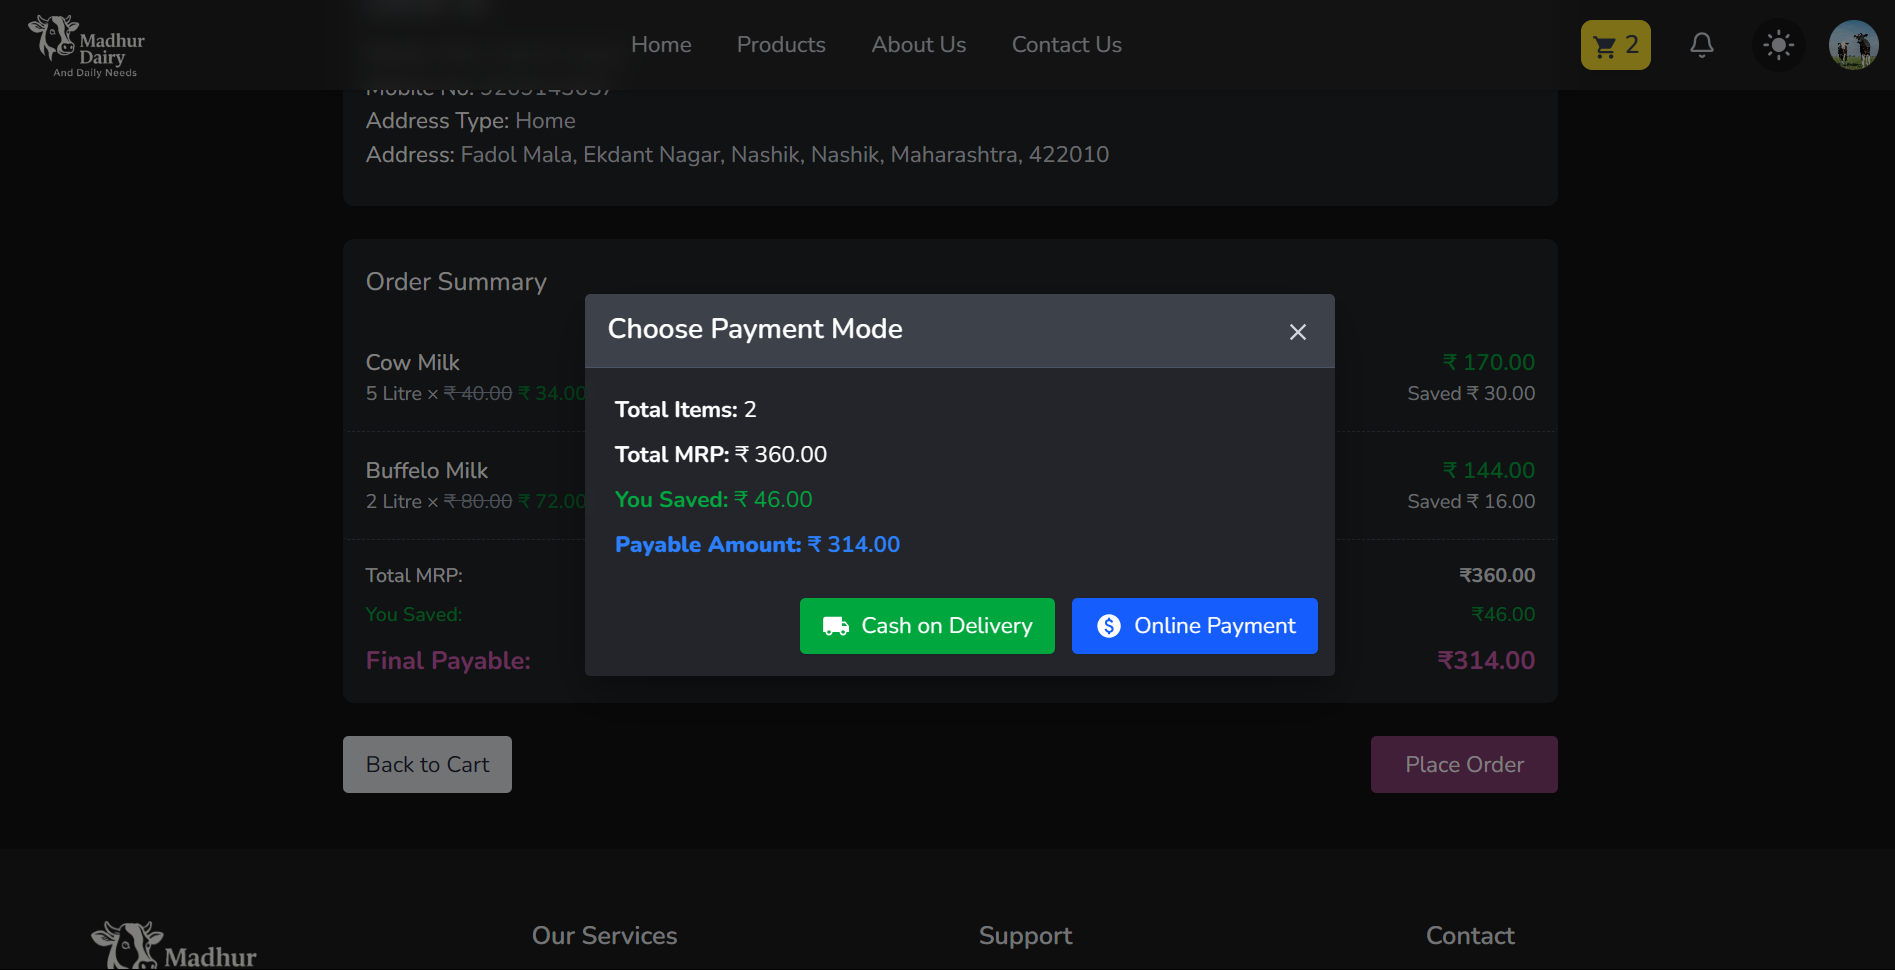 Madhur
Dairy
And Daily Needs
Home
Products
About Us
Contact Us
2
Address Type: Home
Address: Fadol Mala, Ekdant Nagar, Nashik, Nashik, Maharashtra, 422010
Order Summary
Cow Milk
₹ 170.00
5 Litre × ₹ 40.00 ₹ 34.00
Saved ₹ 30.00
Buffelo Milk
₹ 144.00
2 Litre × ₹ 80.00 ₹ 72.00
Saved ₹ 16.00
Total MRP:
₹360.00
You Saved:
₹46.00
Final Payable:
₹314.00
Choose Payment Mode
Total Items: 2
Total MRP: ₹ 360.00
You Saved: ₹ 46.00
Payable Amount: ₹ 314.00
Cash on Delivery
Online Payment
Back to Cart
Place Order
Madhur
Our Services
Support
Contact